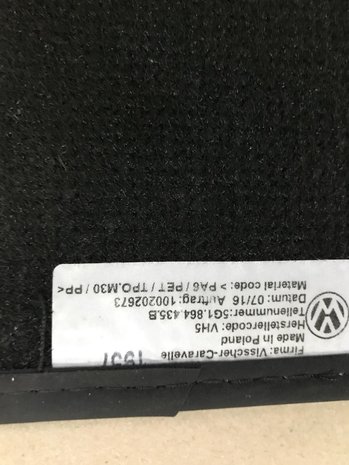 Firma: Visscher-Caravelle
Made in Poland
Herstellercode: VH5
Teilenummer: 5G1.864.435.B
Datum: 07/16 Auftrag: 100202673
Material code: > PA6 / PET / TPO.M30 / PP<
1957